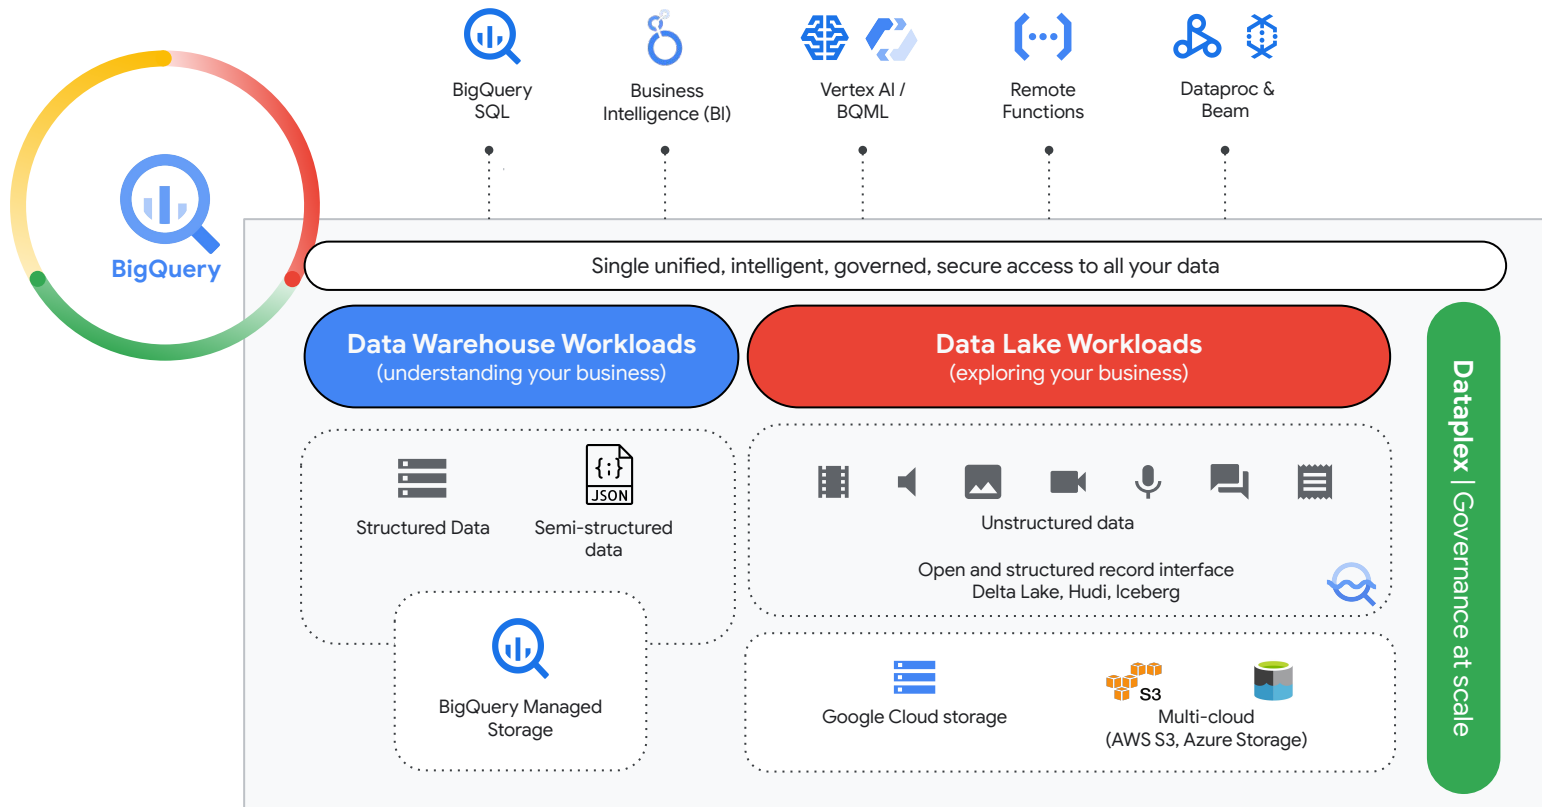 BigQuery
SQL
Business
Intelligence (BI)
Vertex AI /
BQML
Remote
Functions
Dataproc &
Beam
BigQuery
Single unified, intelligent, governed, secure access to all your data
Data Warehouse Workloads
(understanding your business)
Data Lake Workloads
(exploring your business)
Dataplex | Governance at scale
{;}
JSON
Structured Data
Semi-structured
data
Unstructured data
Open and structured record interface
Delta Lake, Hudi, Iceberg
BigQuery Managed
Storage
Google Cloud storage
S3
Multi-cloud
(AWS S3, Azure Storage)